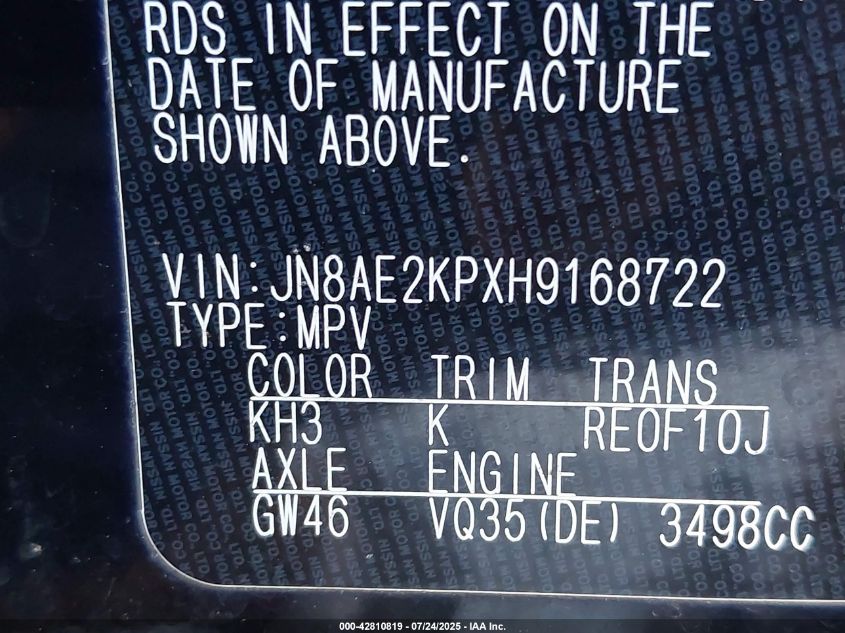 RDS IN EFFECT ON THE
DATE OF MANUFACTURE
SHOWN ABOVE.
VIN:JN8AE2KPXH9168722
TYPE:MPV
COLOR TRIM TRANS
KH3 K RE0F10J
AXLE ENGINE
GW46 VQ35(DE) 3498CC
000-42810819 - 07/24/2025 - IAA Inc.